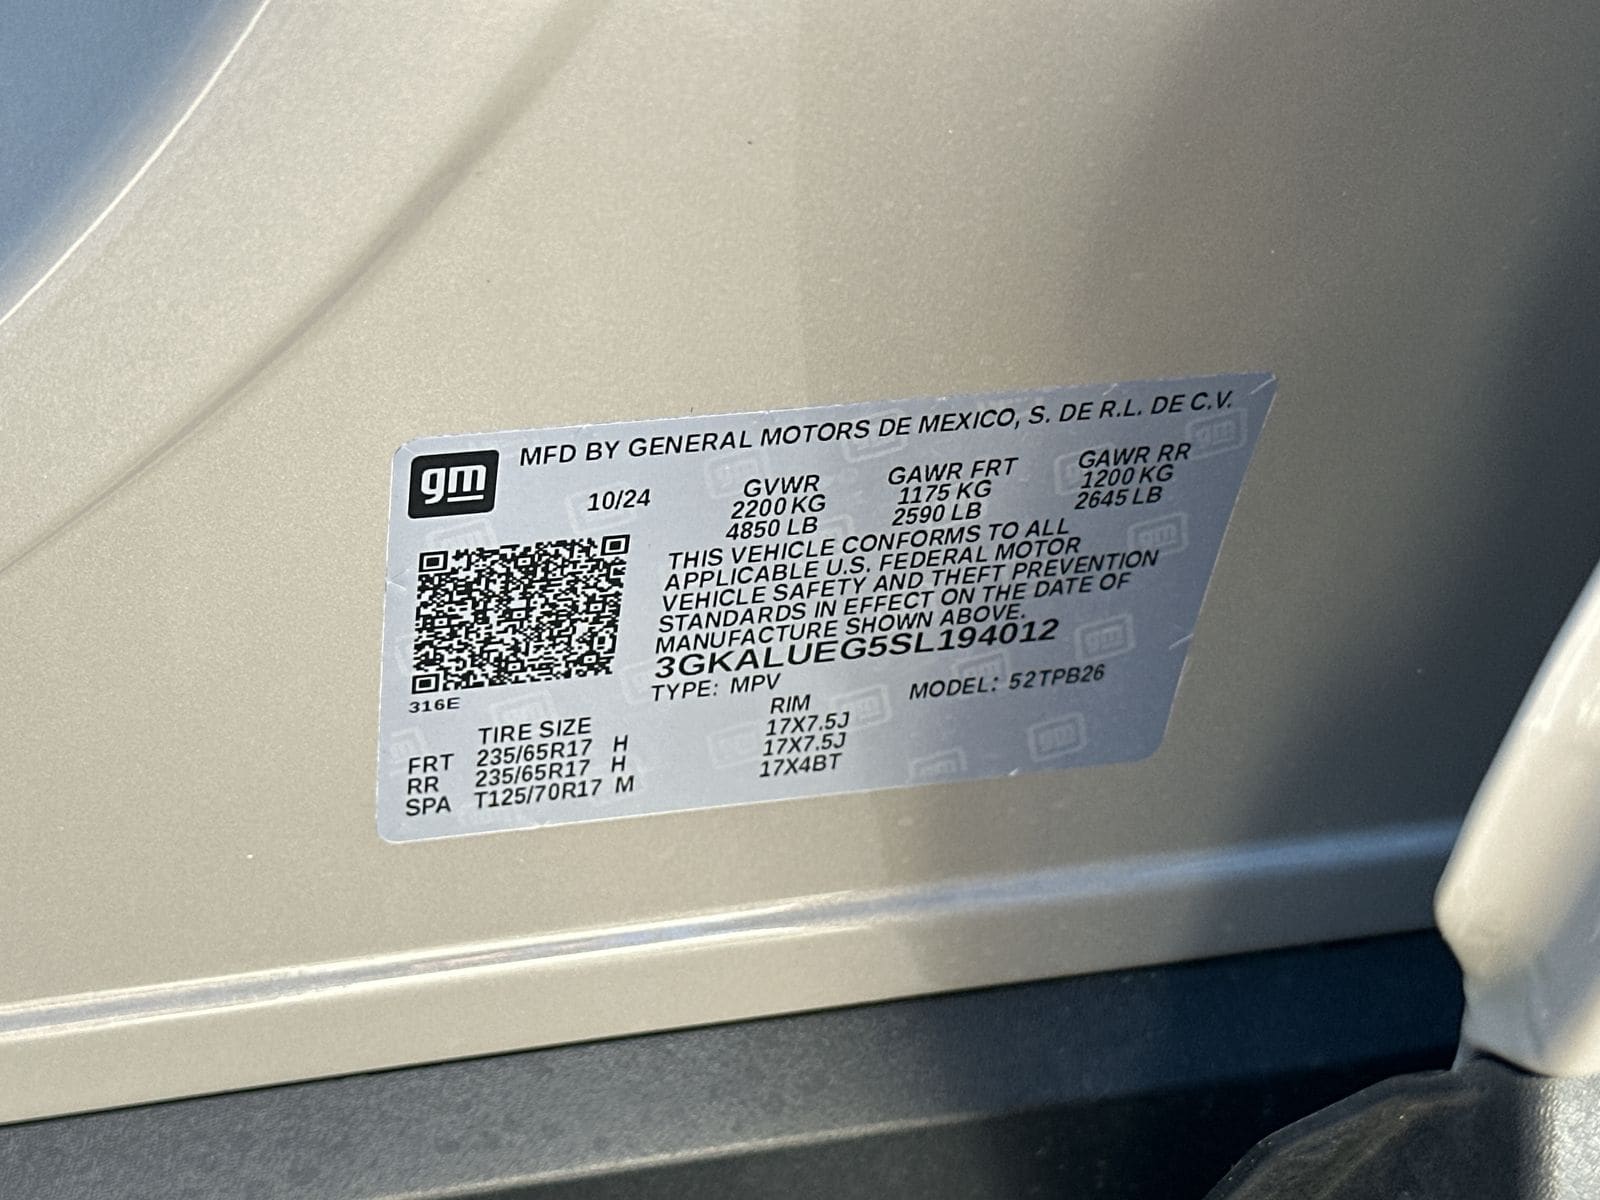 gm
MFD BY GENERAL MOTORS DE MEXICO, S. DE R.L. DE C.V.
10/24
GVWR
2200 KG
4850 LB
GAWR FRT
1175 KG
2590 LB
GAWR RR
1200 KG
2645 LB
THIS VEHICLE CONFORMS TO ALL
APPLICABLE U.S. FEDERAL MOTOR
VEHICLE SAFETY AND THEFT PREVENTION
STANDARDS IN EFFECT ON THE DATE OF
MANUFACTURE SHOWN ABOVE.
3GKALUEG5SL194012
TYPE: MPV MODEL: 52TPB26
316E
TIRE SIZE RIM
FRT 235/65R17 H 17X7.5J
RR 235/65R17 H 17X7.5J
SPA T125/70R17 M 17X4BT